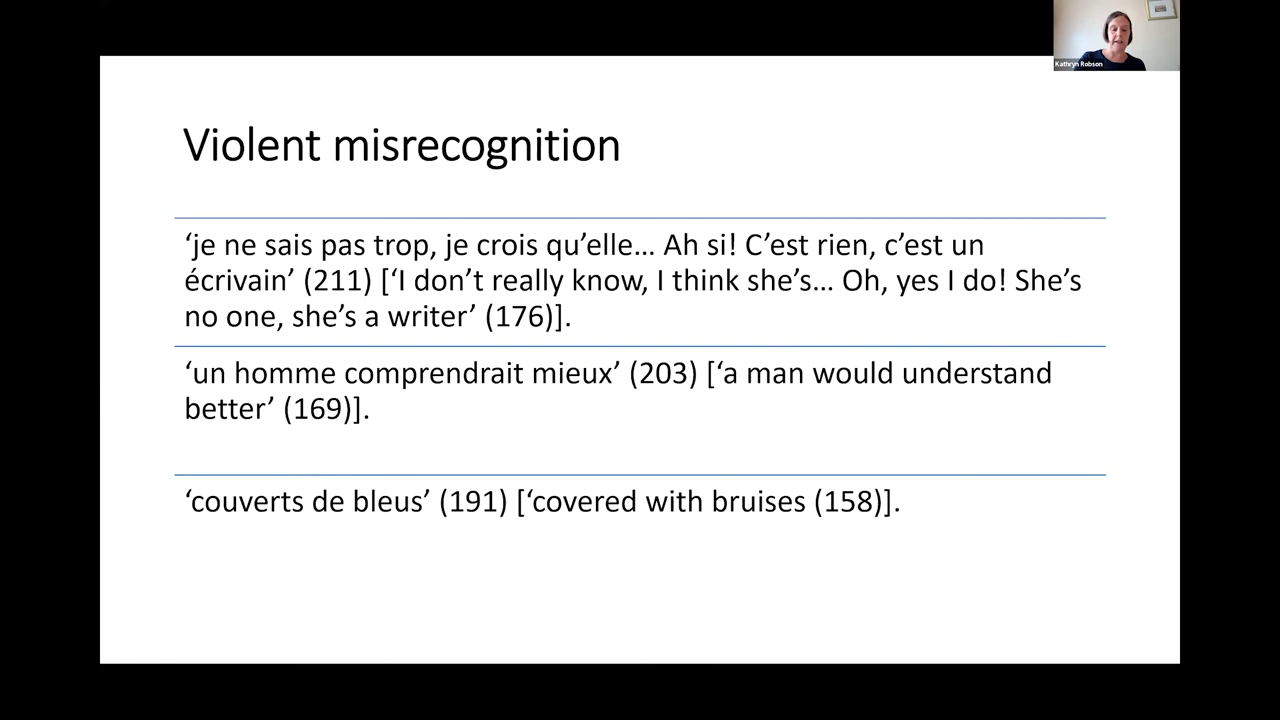 Kathryn Robson
Violent misrecognition
‘je ne sais pas trop, je crois qu’elle… Ah si! C’est rien, c’est un
écrivain’ (211) [‘I don’t really know, I think she’s… Oh, yes I do! She’s
no one, she’s a writer’ (176)].
‘un homme comprendrait mieux’ (203) [‘a man would understand
better’ (169)].
‘couverts de bleus’ (191) [‘covered with bruises (158)].